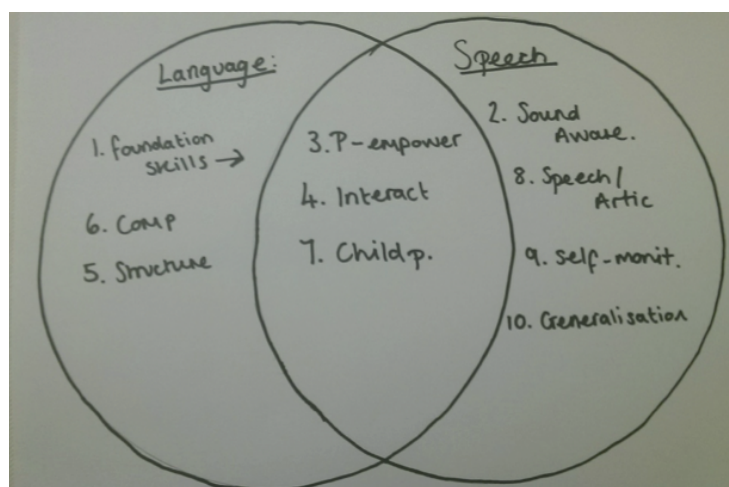 Language:
1. foundation
skills →
6. Comp
5. Structure
3. P-empower
4. Interact
7. Child p.
Speech
2. Sound
Aware.
8. Speech/
Artic
9. Self-monit.
10. Generalisation